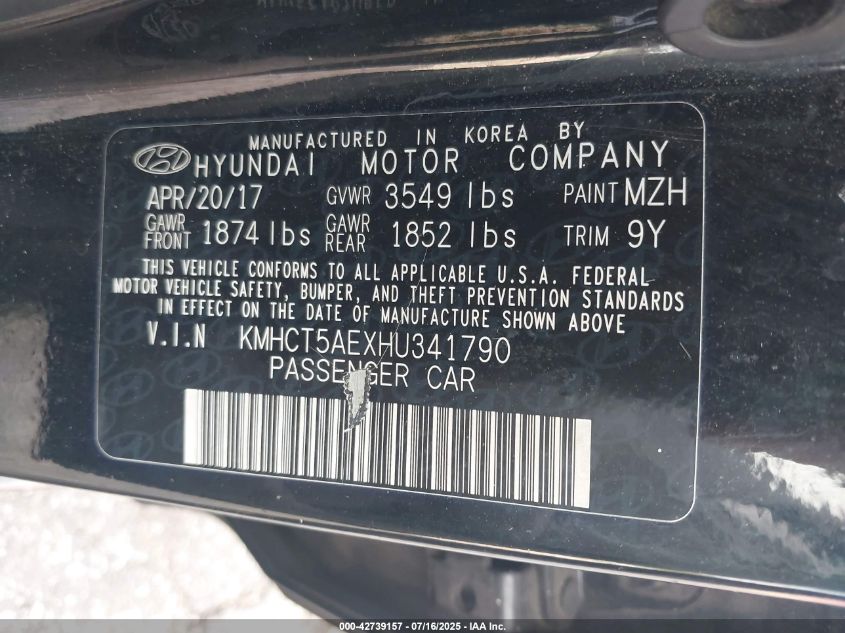 MANUFACTURED IN KOREA BY
HYUNDAI MOTOR COMPANY
APR/20/17 GVWR 3549 lbs PAINT MZH
GAWR FRONT 1874 lbs GAWR REAR 1852 lbs TRIM 9Y
THIS VEHICLE CONFORMS TO ALL APPLICABLE U.S.A. FEDERAL
MOTOR VEHICLE SAFETY, BUMPER, AND THEFT PREVENTION STANDARDS
IN EFFECT ON THE DATE OF MANUFACTURE SHOWN ABOVE
V.I.N KMHCT5AEXHU341790
PASSENGER CAR
000-42739157 - 07/16/2025 - IAA Inc.